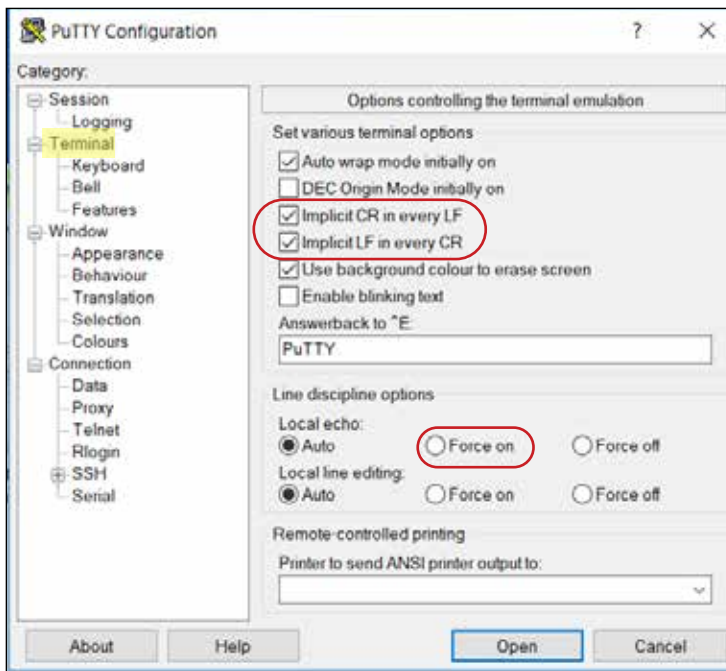 PuTTY Configuration ? ×
Category:
Session
Logging
Terminal
Keyboard
Bell
Features
Window
Appearance
Behaviour
Translation
Selection
Colours
Connection
Data
Proxy
Telnet
Rlogin
SSH
Serial
Options controlling the terminal emulation
Set various terminal options
Auto wrap mode initially on
DEC Origin Mode initially on
Implicit CR in every LF
Implicit LF in every CR
Use background colour to erase screen
Enable blinking text
Answerback to ^E:
PuTTY
Line discipline options
Local echo:
Auto Force on Force off
Local line editing:
Auto Force on Force off
Remote-controlled printing
Printer to send ANSI printer output to:
About Help Open Cancel